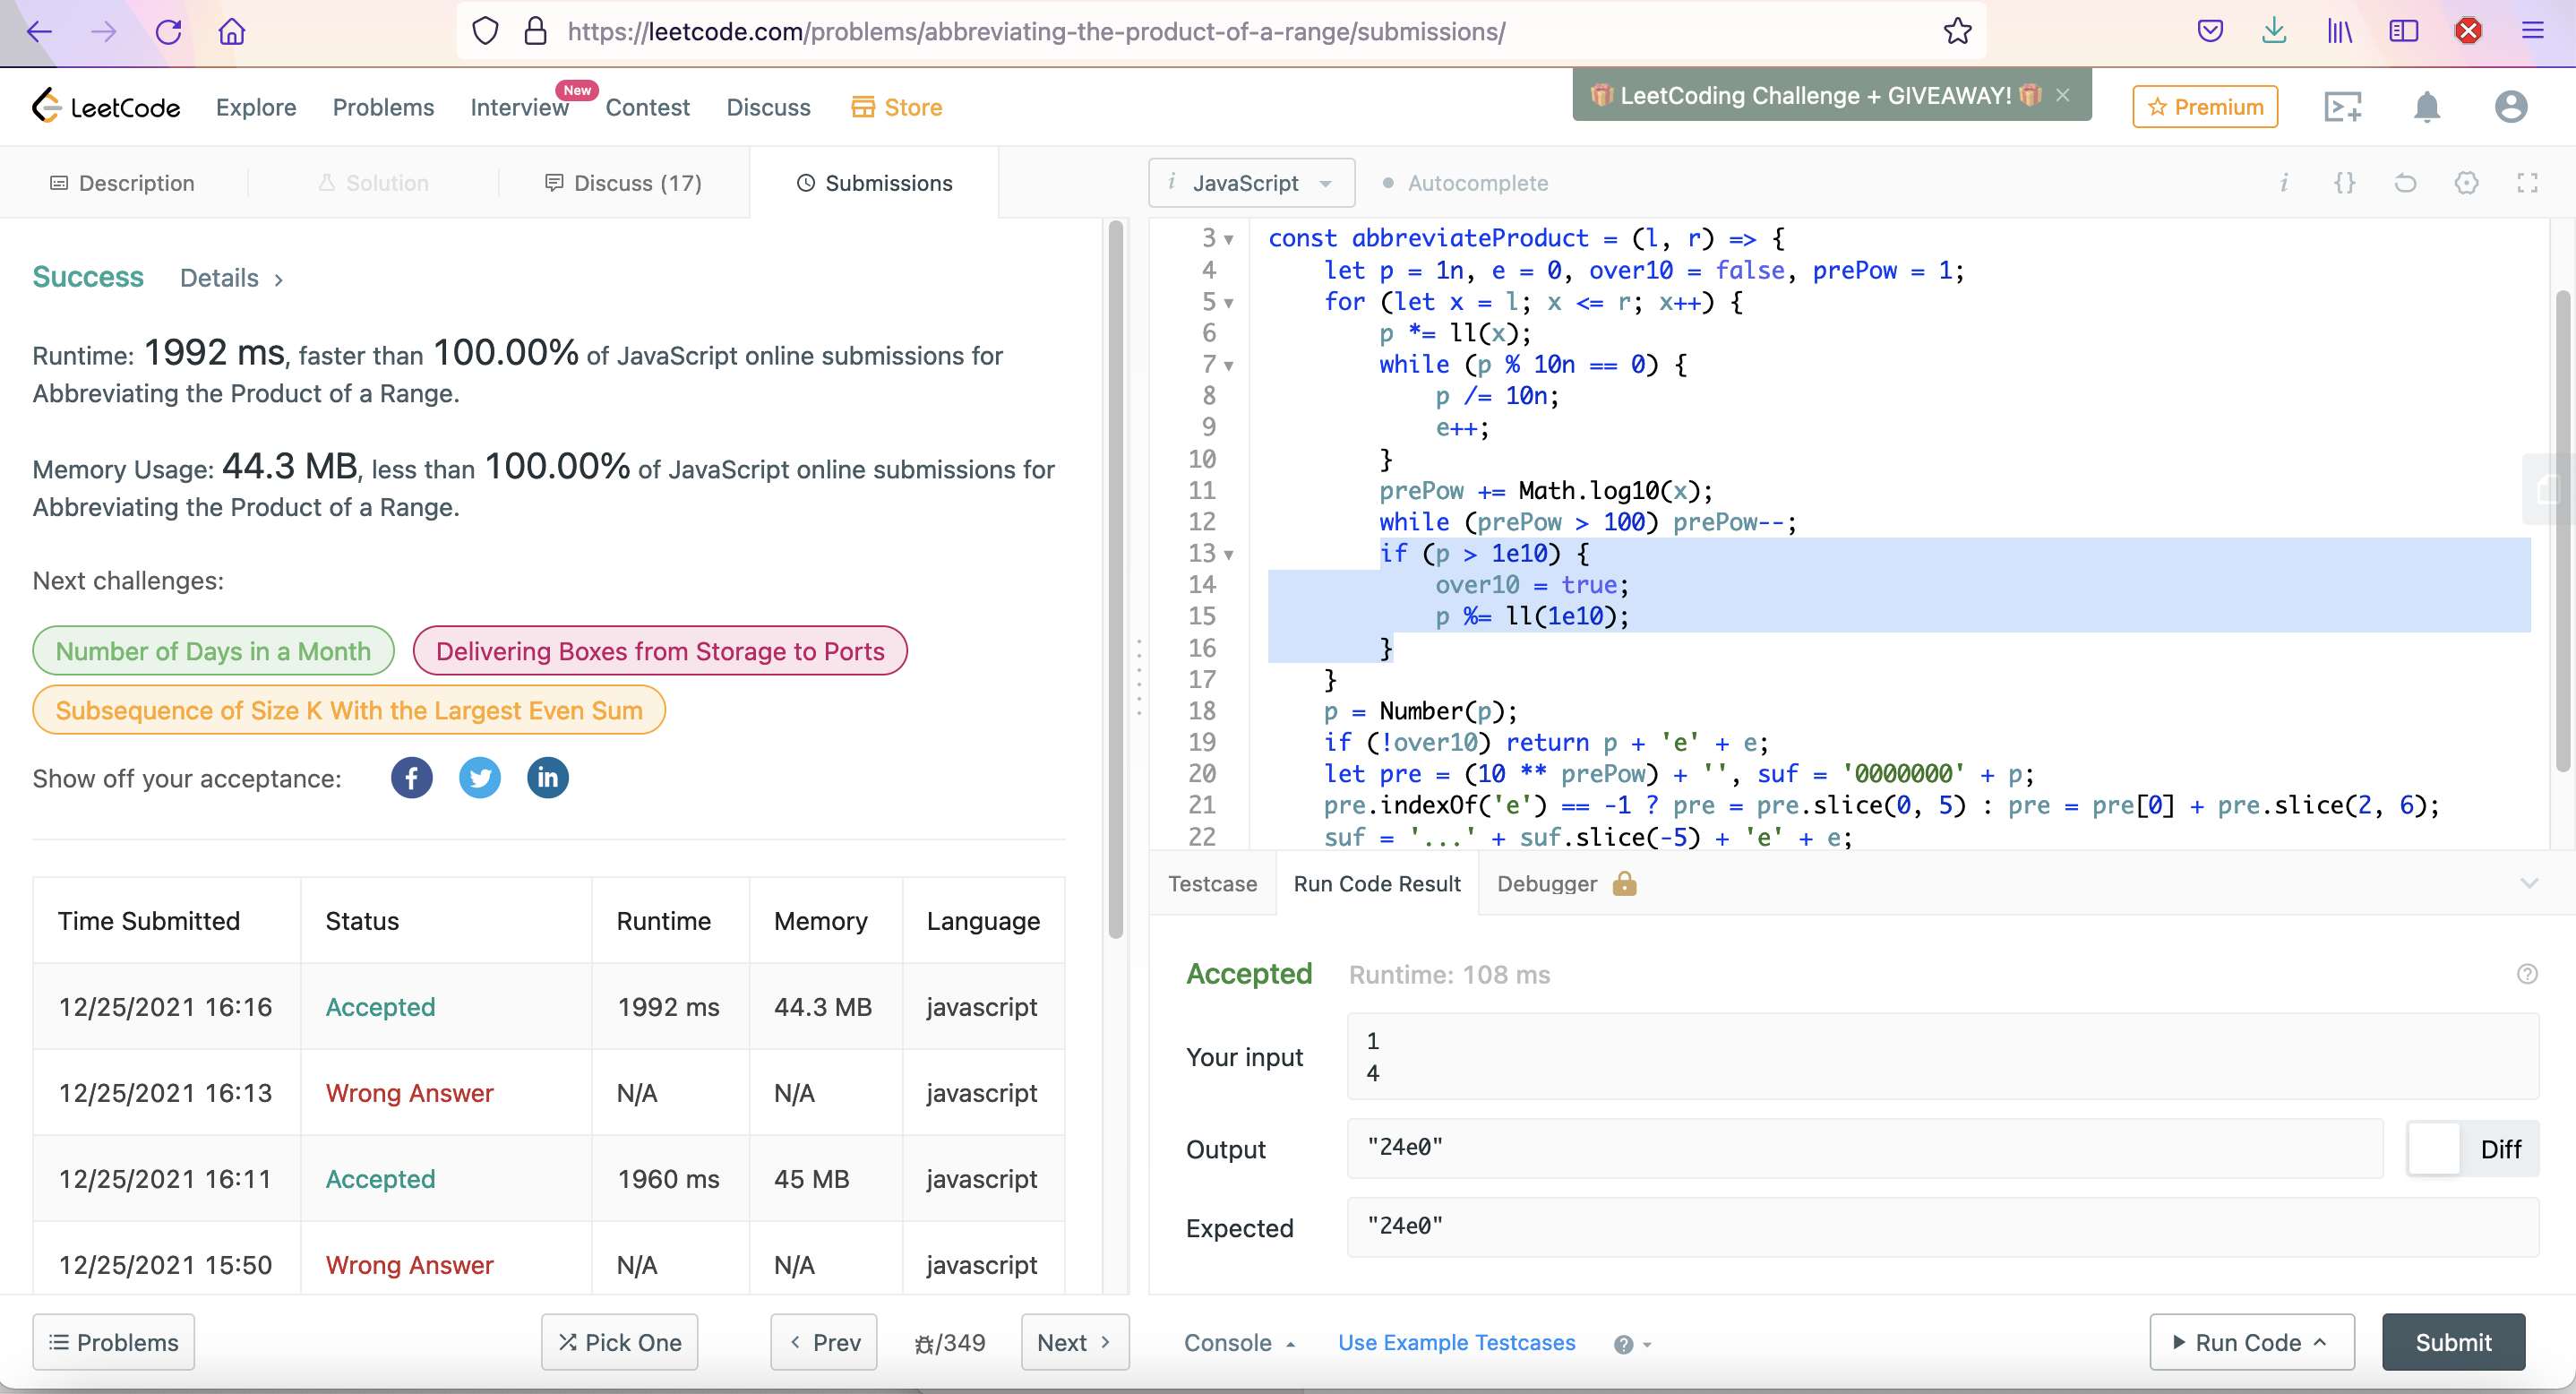 https://leetcode.com/problems/abbreviating-the-product-of-a-range/submissions/
LeetCode Explore Problems Interview New Contest Discuss Store
🎁 LeetCoding Challenge + GIVEAWAY! 🎁 ×
Premium
Description Solution Discuss (17) Submissions
Success Details >
Runtime: 1992 ms, faster than 100.00% of JavaScript online submissions for
Abbreviating the Product of a Range.
Memory Usage: 44.3 MB, less than 100.00% of JavaScript online submissions for
Abbreviating the Product of a Range.
Next challenges:
Number of Days in a Month Delivering Boxes from Storage to Ports
Subsequence of Size K With the Largest Even Sum
Show off your acceptance:
Time Submitted Status Runtime Memory Language
12/25/2021 16:16 Accepted 1992 ms 44.3 MB javascript
12/25/2021 16:13 Wrong Answer N/A N/A javascript
12/25/2021 16:11 Accepted 1960 ms 45 MB javascript
12/25/2021 15:50 Wrong Answer N/A N/A javascript
Problems Pick One < Prev /349 Next >
i JavaScript Autocomplete i {}
3 const abbreviateProduct = (l, r) => {
4 let p = 1n, e = 0, over10 = false, prePow = 1;
5 for (let x = l; x <= r; x++) {
6 p *= ll(x);
7 while (p % 10n == 0) {
8 p /= 10n;
9 e++;
10 }
11 prePow += Math.log10(x);
12 while (prePow > 100) prePow--;
13 if (p > 1e10) {
14 over10 = true;
15 p %= ll(1e10);
16 }
17 }
18 p = Number(p);
19 if (!over10) return p + 'e' + e;
20 let pre = (10 ** prePow) + '', suf = '0000000' + p;
21 pre.indexOf('e') == -1 ? pre = pre.slice(0, 5) : pre = pre[0] + pre.slice(2, 6);
22 suf = '...' + suf.slice(-5) + 'e' + e;
Testcase Run Code Result Debugger
Accepted Runtime: 108 ms
Your input
1
4
Output "24e0" Diff
Expected "24e0"
Console Use Example Testcases Run Code Submit